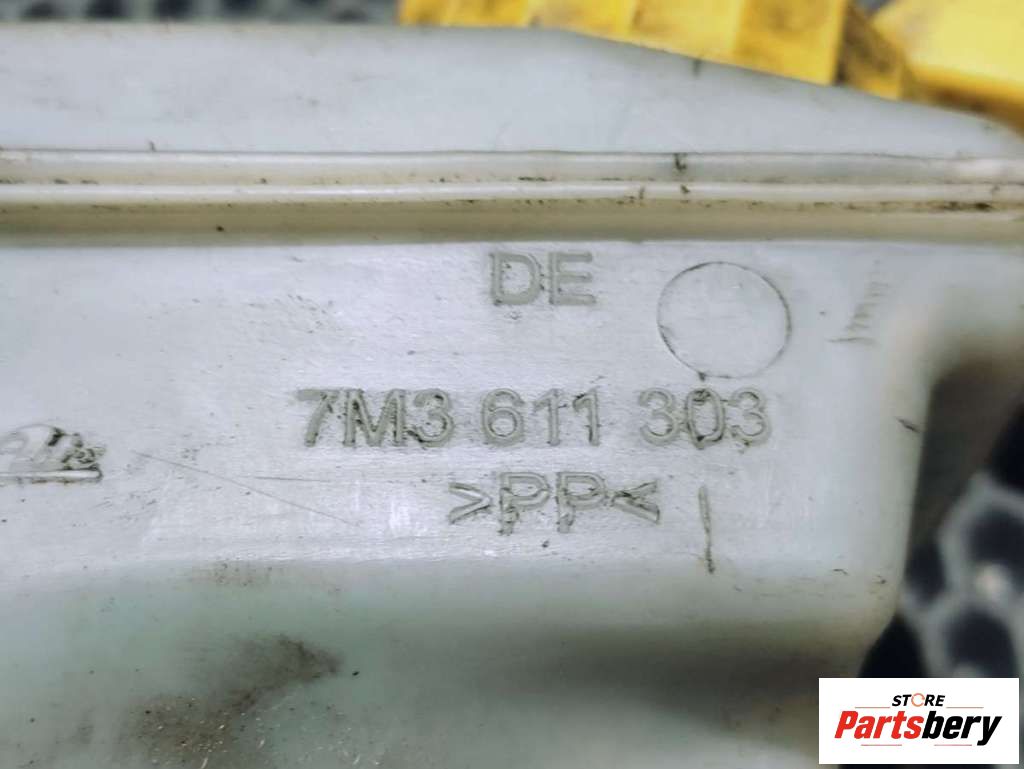 DE
7M3 611 303
>PP<
STORE
Partsbery